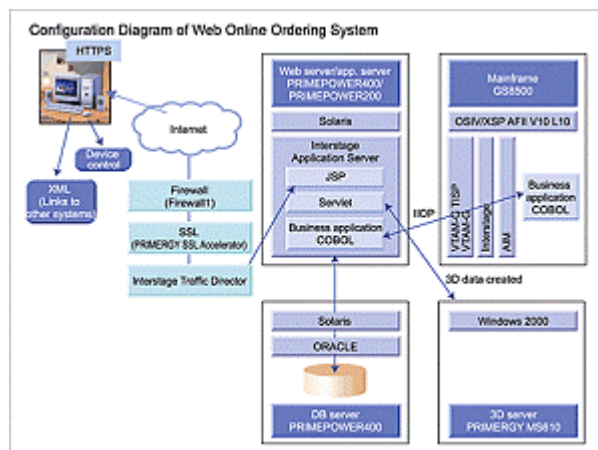 Configuration Diagram of Web Online Ordering System
HTTPS
Internet
Device
control
XML
(Links to
other systems)
Firewall
(Firewall1)
SSL
(PRIMERGY SSL Accelerator)
Interstage Traffic Director
Web server/app. server
PRIMEPOWER400/
PRIMEPOWER200
Solaris
Interstage
Application Server
JSP
Servlet
Business application
COBOL
IIOP
Mainframe
GS8500
OSIV/XSP AFII V10 L10
VTAM-G TISP
VTAM-G
Interstage
AIM
Business
application
COBOL
3D data created
Solaris
ORACLE
DB server
PRIMEPOWER400
Windows 2000
3D server
PRIMERGY MS610